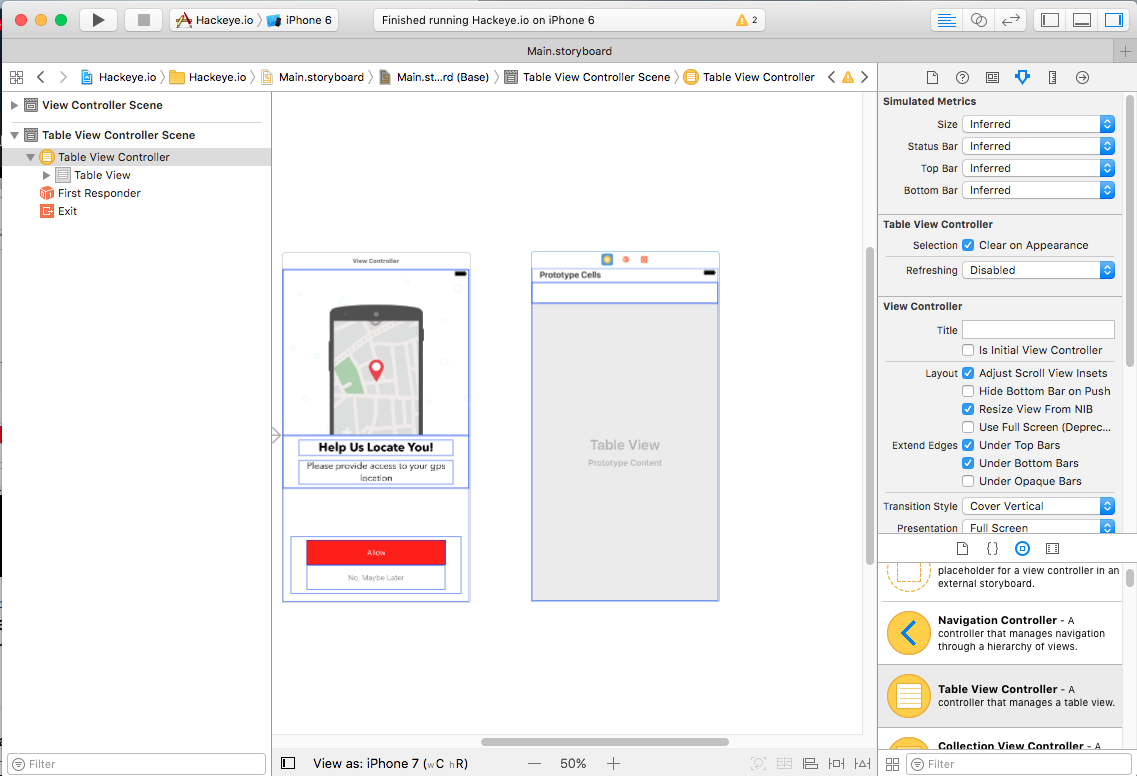 Hackeye.io
iPhone 6
Finished running Hackeye.io on iPhone 6
2
Main.storyboard
Hackeye.io
Hackeye.io
Main.storyboard
Main.st...rd (Base)
Table View Controller Scene
Table View Controller
View Controller Scene
Table View Controller Scene
Table View Controller
Table View
First Responder
Exit
Filter
View Controller
Help Us Locate You!
Please provide access to your gps
location
Allow
No, Maybe Later
Prototype Cells
Table View
Prototype Content
View as: iPhone 7 (wC hR)
50%
Simulated Metrics
Size Inferred
Status Bar Inferred
Top Bar Inferred
Bottom Bar Inferred
Table View Controller
Selection Clear on Appearance
Refreshing Disabled
View Controller
Title
Is Initial View Controller
Layout Adjust Scroll View Insets
Hide Bottom Bar on Push
Resize View From NIB
Use Full Screen (Deprec...
Extend Edges Under Top Bars
Under Bottom Bars
Under Opaque Bars
Transition Style Cover Vertical
Presentation Full Screen
placeholder for a view controller in an
external storyboard.
Navigation Controller - A
controller that manages navigation
through a hierarchy of views.
Table View Controller - A
controller that manages a table view.
Collection View Controller - A
Filter